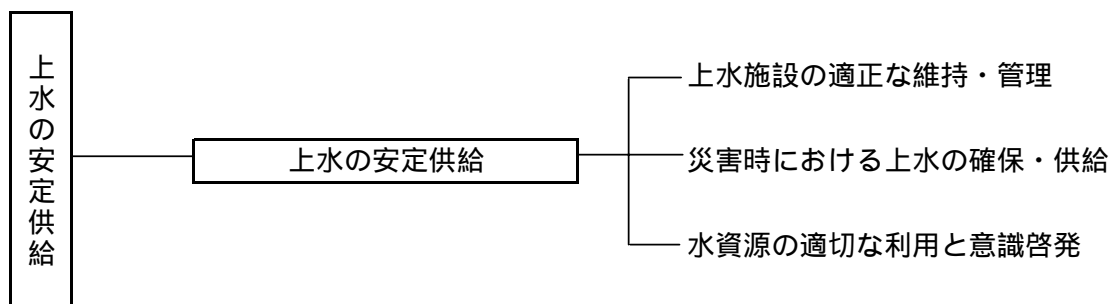 上水の安定供給
上水の安定供給
上水施設の適正な維持・管理
災害時における上水の確保・供給
水資源の適切な利用と意識啓発